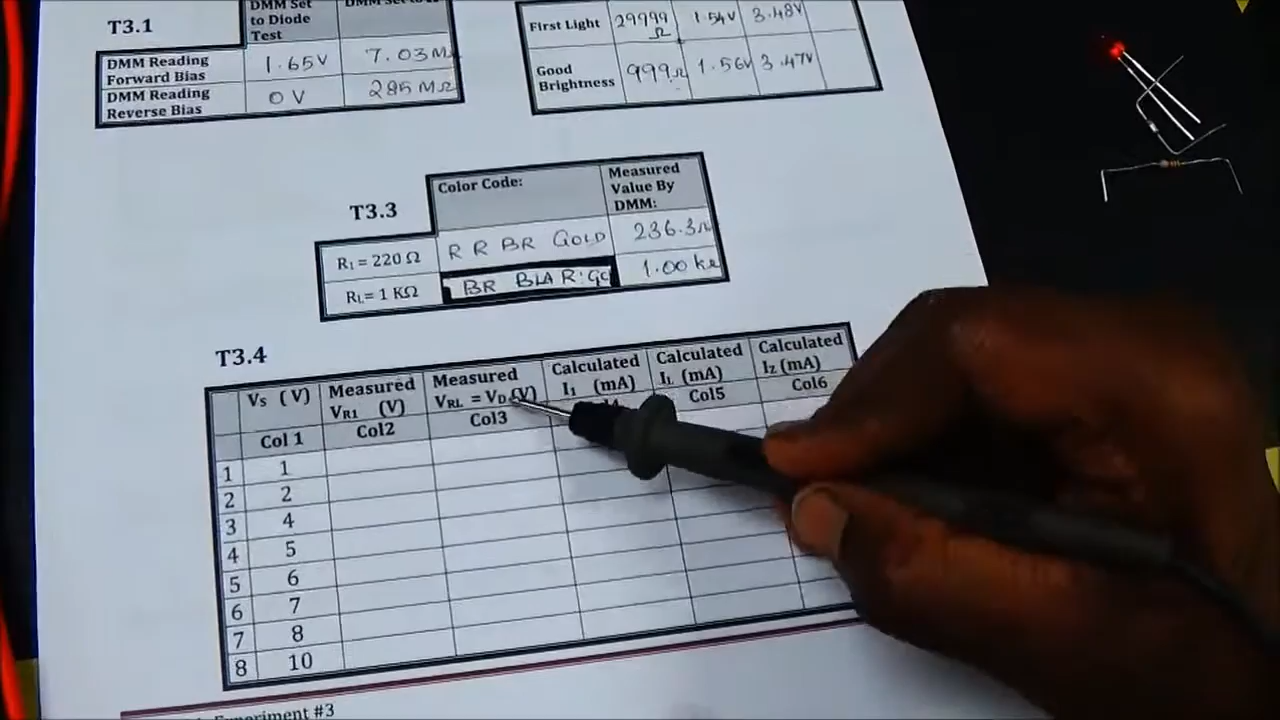 T3.1
DMM Set
to Diode
Test
DMM Reading
Forward Bias
1.65V
7.03M
DMM Reading
Reverse Bias
0 V
285 MΩ
First Light
29999
Ω
1.54V
3.48V
Good
Brightness
999Ω
1.56V
3.47V
T3.3
Color Code:
Measured
Value By
DMM:
R1 = 220 Ω
R R BR GOLD
236.3Ω
RL= 1 KΩ
BR BLA R GO
1.00 k
T3.4
VS (V)
Measured
VR1 (V)
Measured
VRL = VD (V)
Calculated
I1 (mA)
Calculated
IL (mA)
Calculated
IZ (mA)
Col 1
Col2
Col3
Col5
Col6
1 1
2 2
3 4
4 5
5 6
6 7
7 8
8 10
Experiment #3